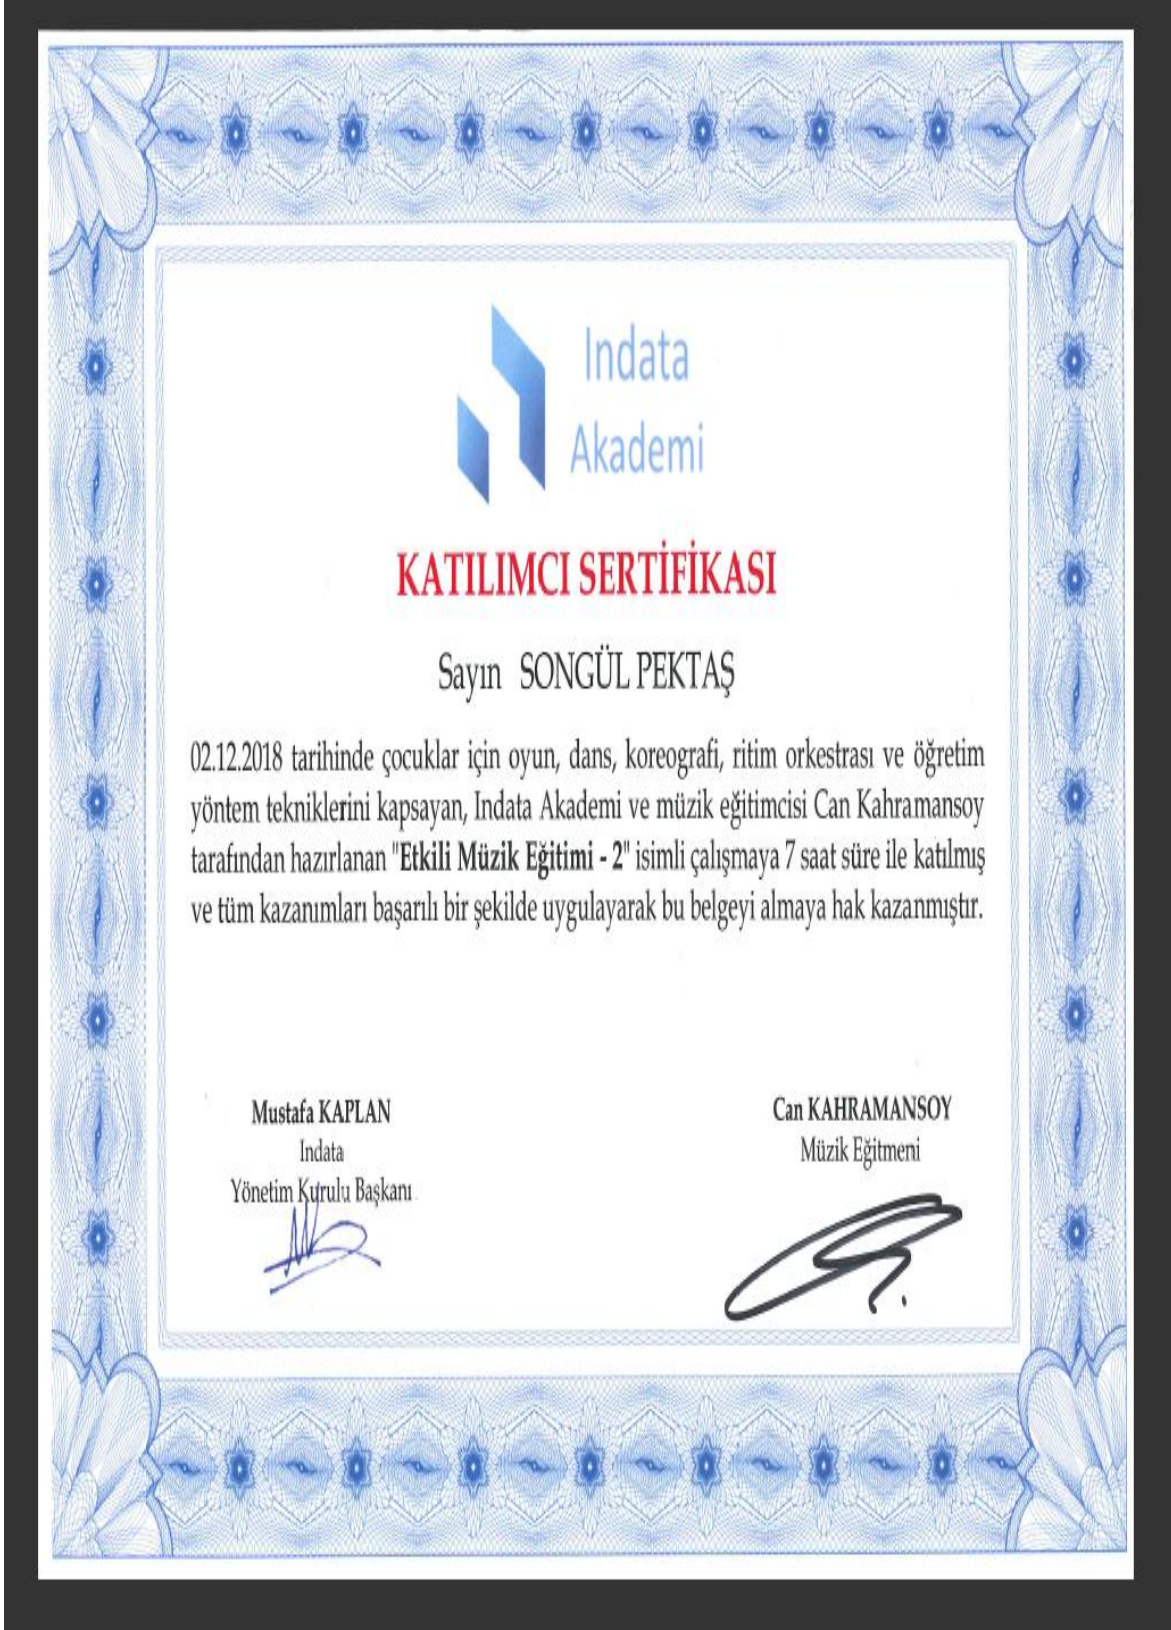 Indata
Akademi
KATILIMCI SERTİFİKASI
Sayın SONGÜL PEKTAŞ
02.12.2018 tarihinde çocuklar için oyun, dans, koreografi, ritim orkestrası ve öğretim
yöntem tekniklerini kapsayan, Indata Akademi ve müzik eğitimcisi Can Kahramansoy
tarafından hazırlanan "Etkili Müzik Eğitimi - 2" isimli çalışmaya 7 saat süre ile katılmış
ve tüm kazanımları başarılı bir şekilde uygulayarak bu belgeyi almaya hak kazanmıştır.
Mustafa KAPLAN
Indata
Yönetim Kurulu Başkanı
Can KAHRAMANSOY
Müzik Eğitmeni